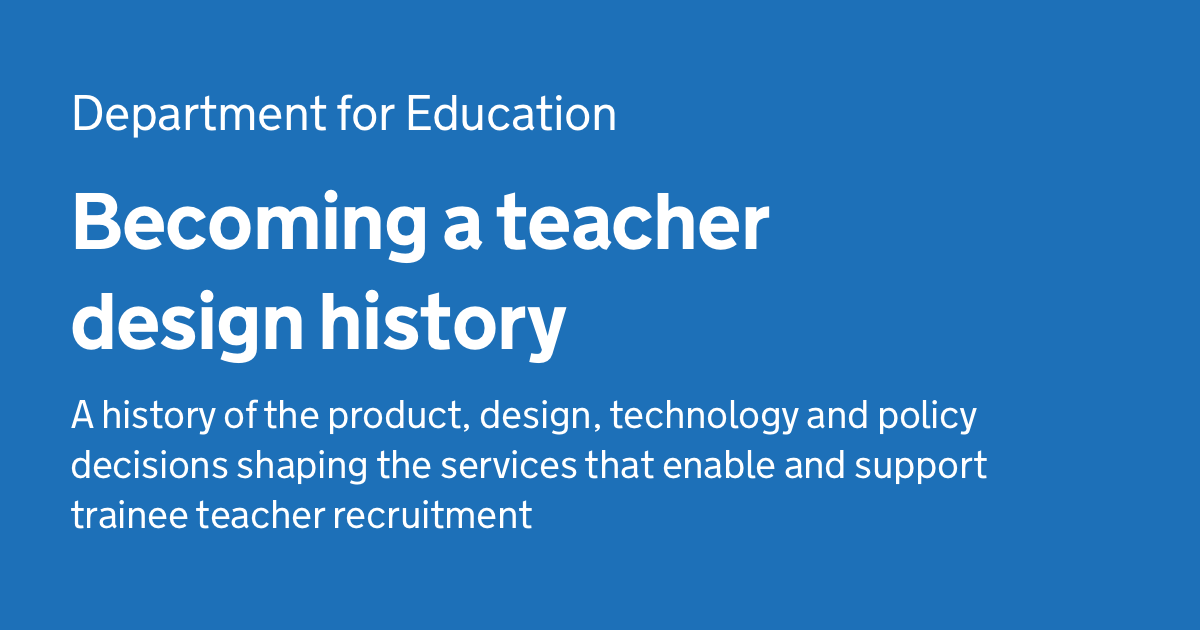 Department for Education
Becoming a teacher
design history
A history of the product, design, technology and policy
decisions shaping the services that enable and support
trainee teacher recruitment